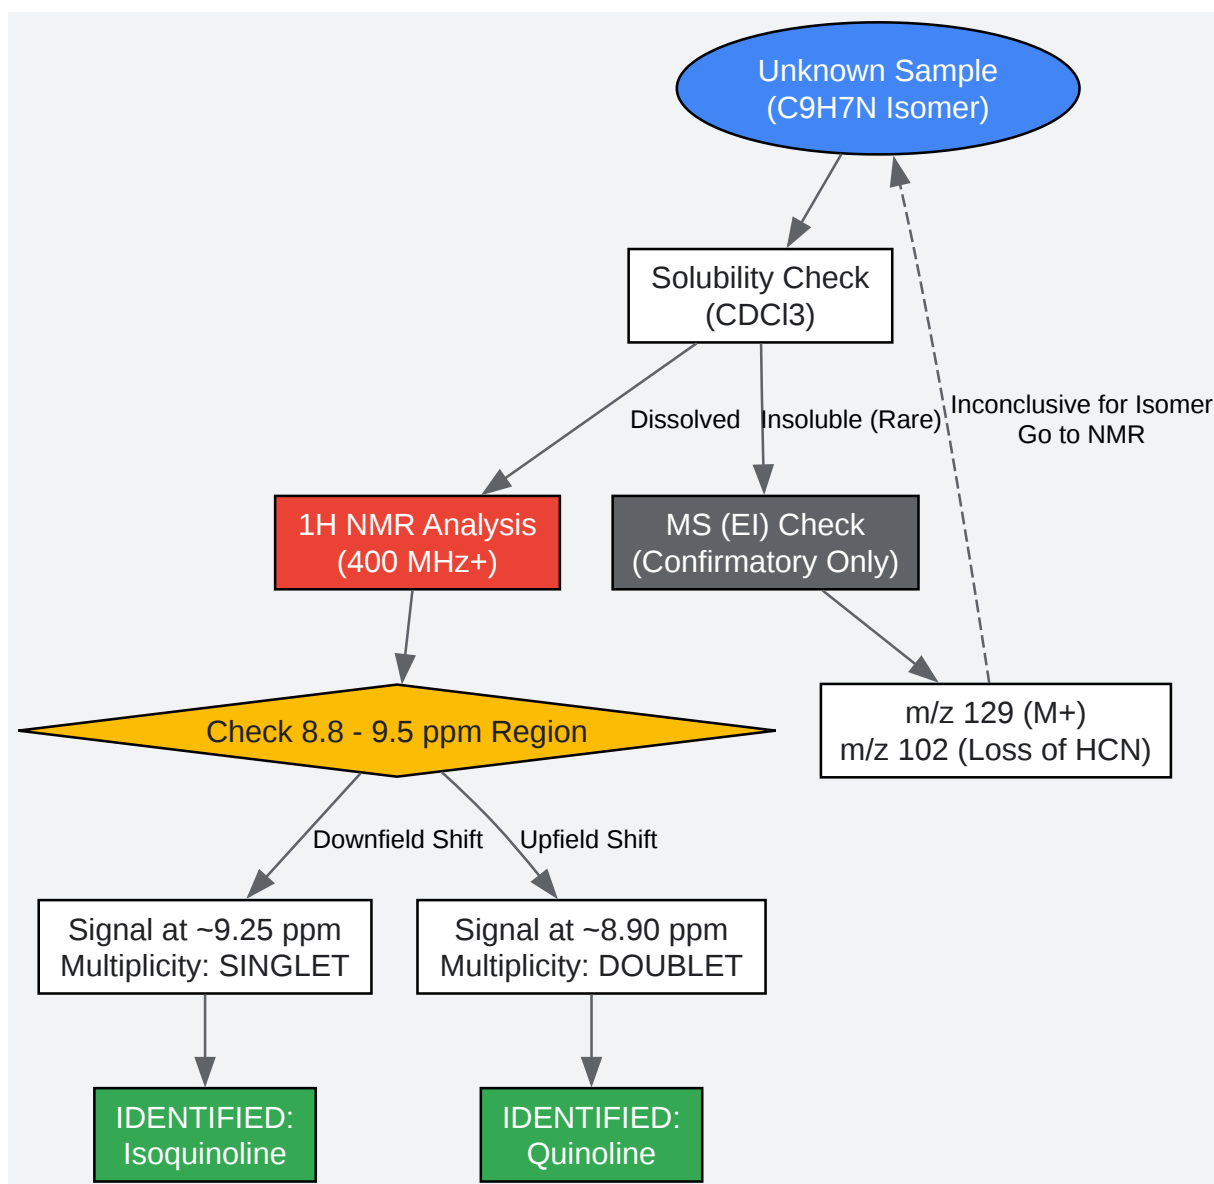 Unknown Sample
(C9H7N Isomer)
Solubility Check
(CDCl3)
Dissolved
Insoluble (Rare)
Inconclusive for Isomer
Go to NMR
1H NMR Analysis
(400 MHz+)
MS (EI) Check
(Confirmatory Only)
Check 8.8 - 9.5 ppm Region
m/z 129 (M+)
m/z 102 (Loss of HCN)
Downfield Shift
Upfield Shift
Signal at ~9.25 ppm
Multiplicity: SINGLET
Signal at ~8.90 ppm
Multiplicity: DOUBLET
IDENTIFIED:
Isoquinoline
IDENTIFIED:
Quinoline